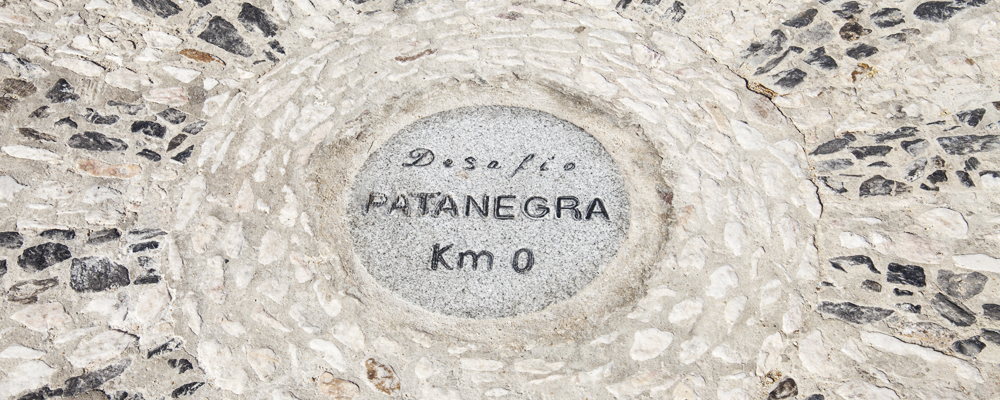 Desafío
PATANEGRA
Km 0